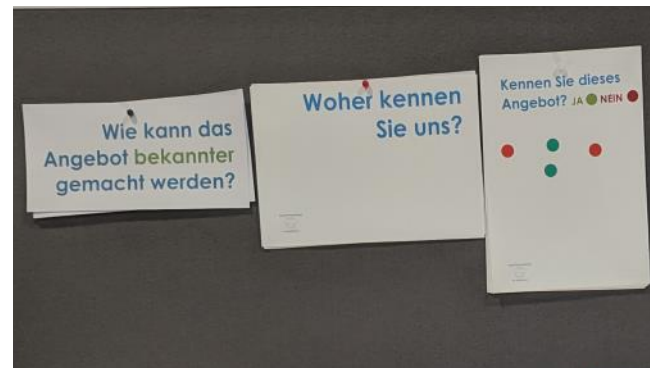 Wie kann das
Angebot bekannter
gemacht werden?
Woher kennen
Sie uns?
Kennen Sie dieses
Angebot? JA NEIN